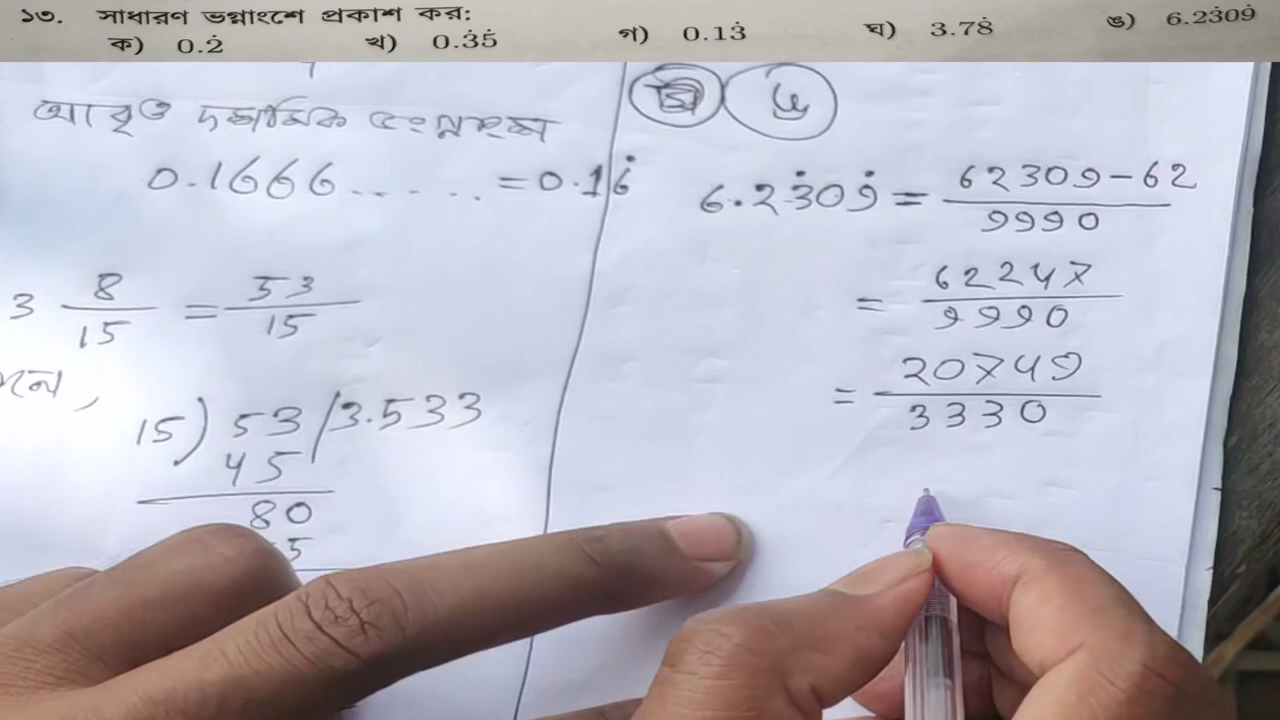 ১৩. সাধারণ ভগ্নাংশে প্রকাশ কর:
ক) 0.2̇ খ) 0.3̇5̇ গ) 0.13̇ ঘ) 3.78̇ ঙ) 6.23̇09̇
আবৃত দশমিক
0.1666...... = 0.16̇
3 8/15 = 53/15
15) 53 /3.533
45
80
5
ঙ
6.23̇09̇ = 62309-62 / 9990
= 62247 / 9990
= 20749 / 3330